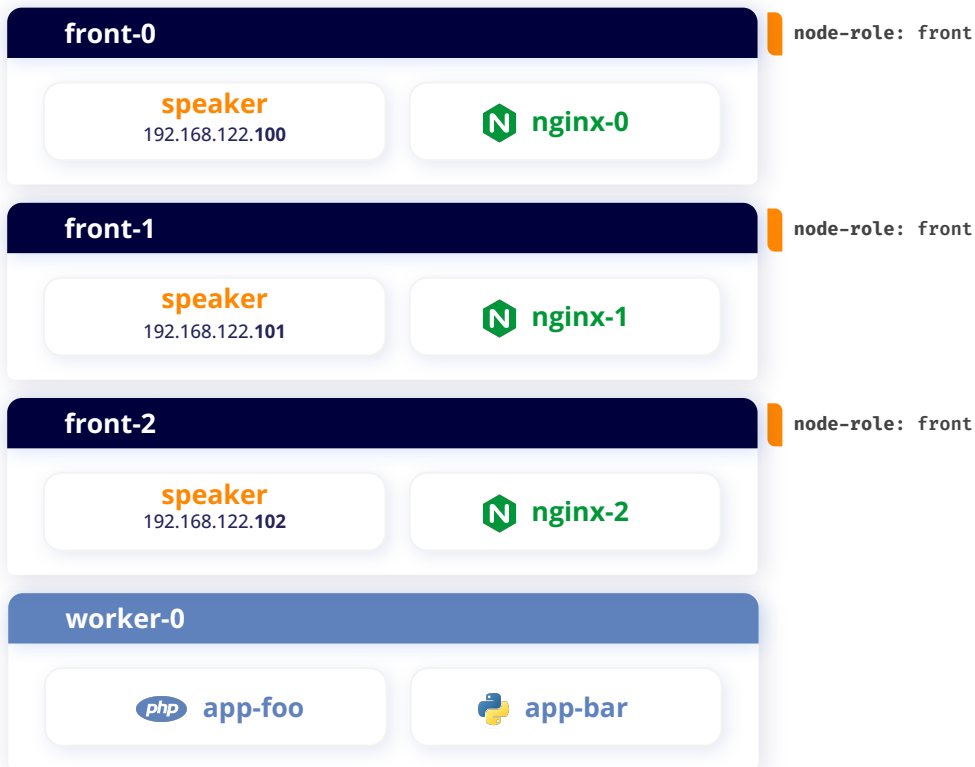 front-0
node-role: front
speaker
192.168.122.100
nginx-0
front-1
node-role: front
speaker
192.168.122.101
nginx-1
front-2
node-role: front
speaker
192.168.122.102
nginx-2
worker-0
php app-foo
app-bar